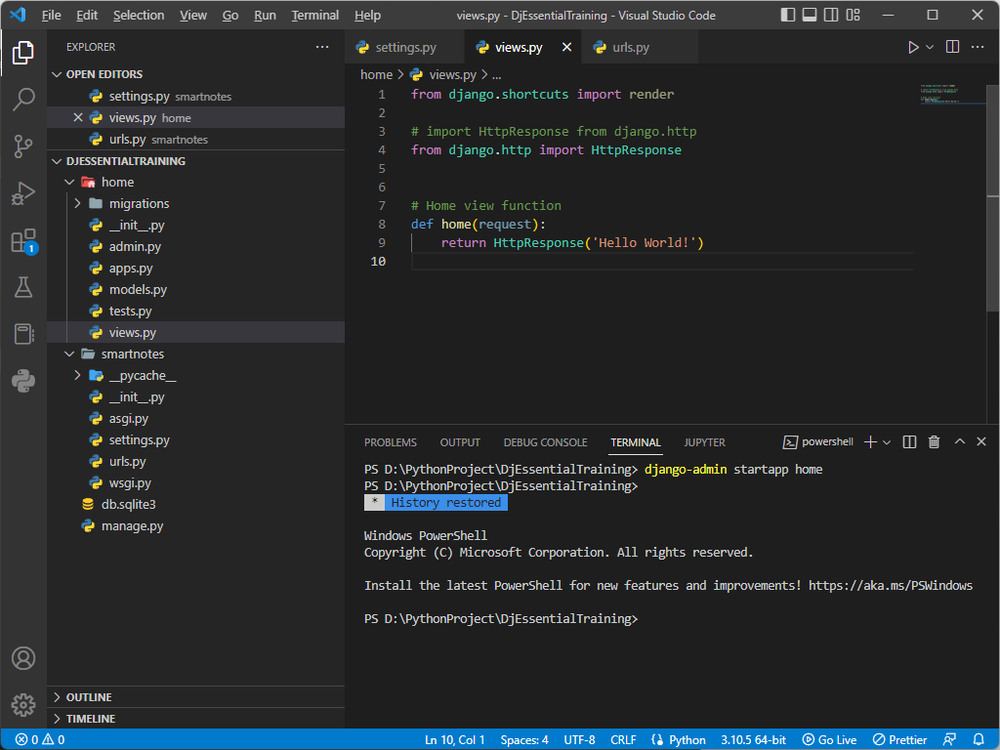 File Edit Selection View Go Run Terminal Help views.py - DjEssentialTraining - Visual Studio Code
EXPLORER
OPEN EDITORS
settings.py smartnotes
views.py home
urls.py smartnotes
DJESSENTIALTRAINING
home
migrations
__init__.py
admin.py
apps.py
models.py
tests.py
views.py
smartnotes
__pycache__
__init__.py
asgi.py
settings.py
urls.py
wsgi.py
db.sqlite3
manage.py
OUTLINE
TIMELINE
1
settings.py views.py urls.py
home > views.py > ...
1 from django.shortcuts import render
2
3 # import HttpResponse from django.http
4 from django.http import HttpResponse
5
6
7 # Home view function
8 def home(request):
9 return HttpResponse('Hello World!')
10
PROBLEMS OUTPUT DEBUG CONSOLE TERMINAL JUPYTER powershell
PS D:\PythonProject\DjEssentialTraining> django-admin startapp home
PS D:\PythonProject\DjEssentialTraining>
* History restored
Windows PowerShell
Copyright (C) Microsoft Corporation. All rights reserved.
Install the latest PowerShell for new features and improvements! https://aka.ms/PSWindows
PS D:\PythonProject\DjEssentialTraining>
0 0 Ln 10, Col 1 Spaces: 4 UTF-8 CRLF Python 3.10.5 64-bit Go Live Prettier